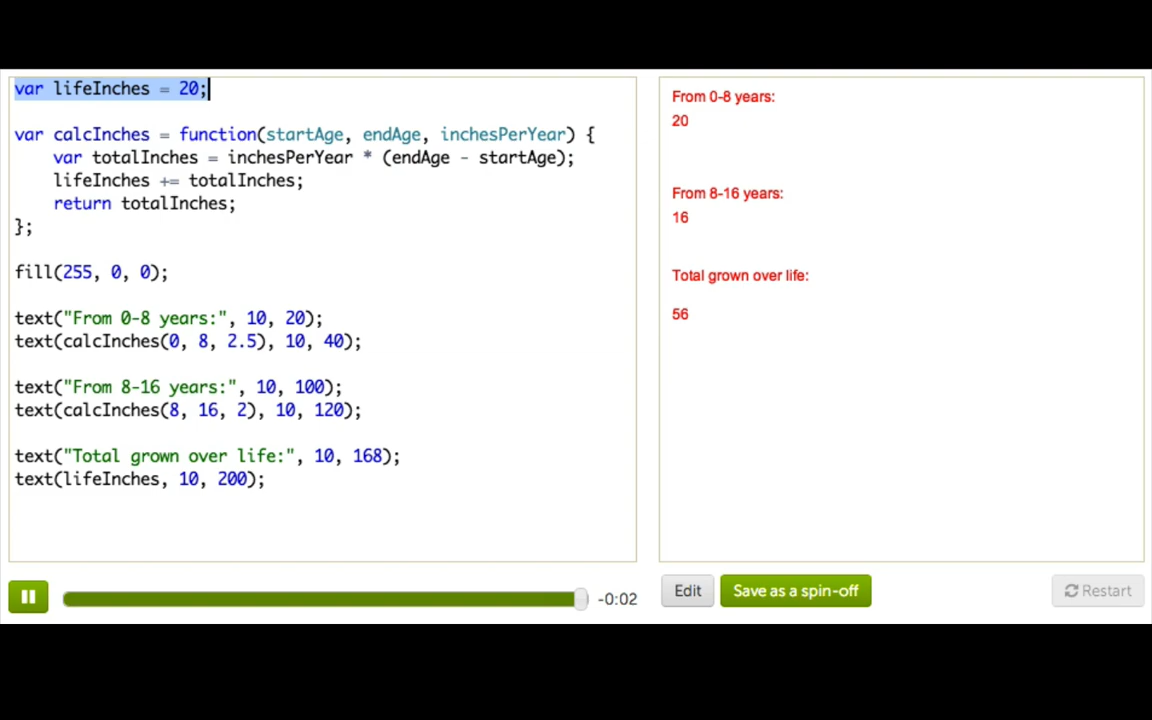 var lifeInches = 20;
var calcInches = function(startAge, endAge, inchesPerYear) {
    var totalInches = inchesPerYear * (endAge - startAge);
    lifeInches += totalInches;
    return totalInches;
};
fill(255, 0, 0);
text("From 0-8 years:", 10, 20);
text(calcInches(0, 8, 2.5), 10, 40);
text("From 8-16 years:", 10, 100);
text(calcInches(8, 16, 2), 10, 120);
text("Total grown over life:", 10, 168);
text(lifeInches, 10, 200);
-0:02
From 0-8 years:
20
From 8-16 years:
16
Total grown over life:
56
Edit
Save as a spin-off
Restart